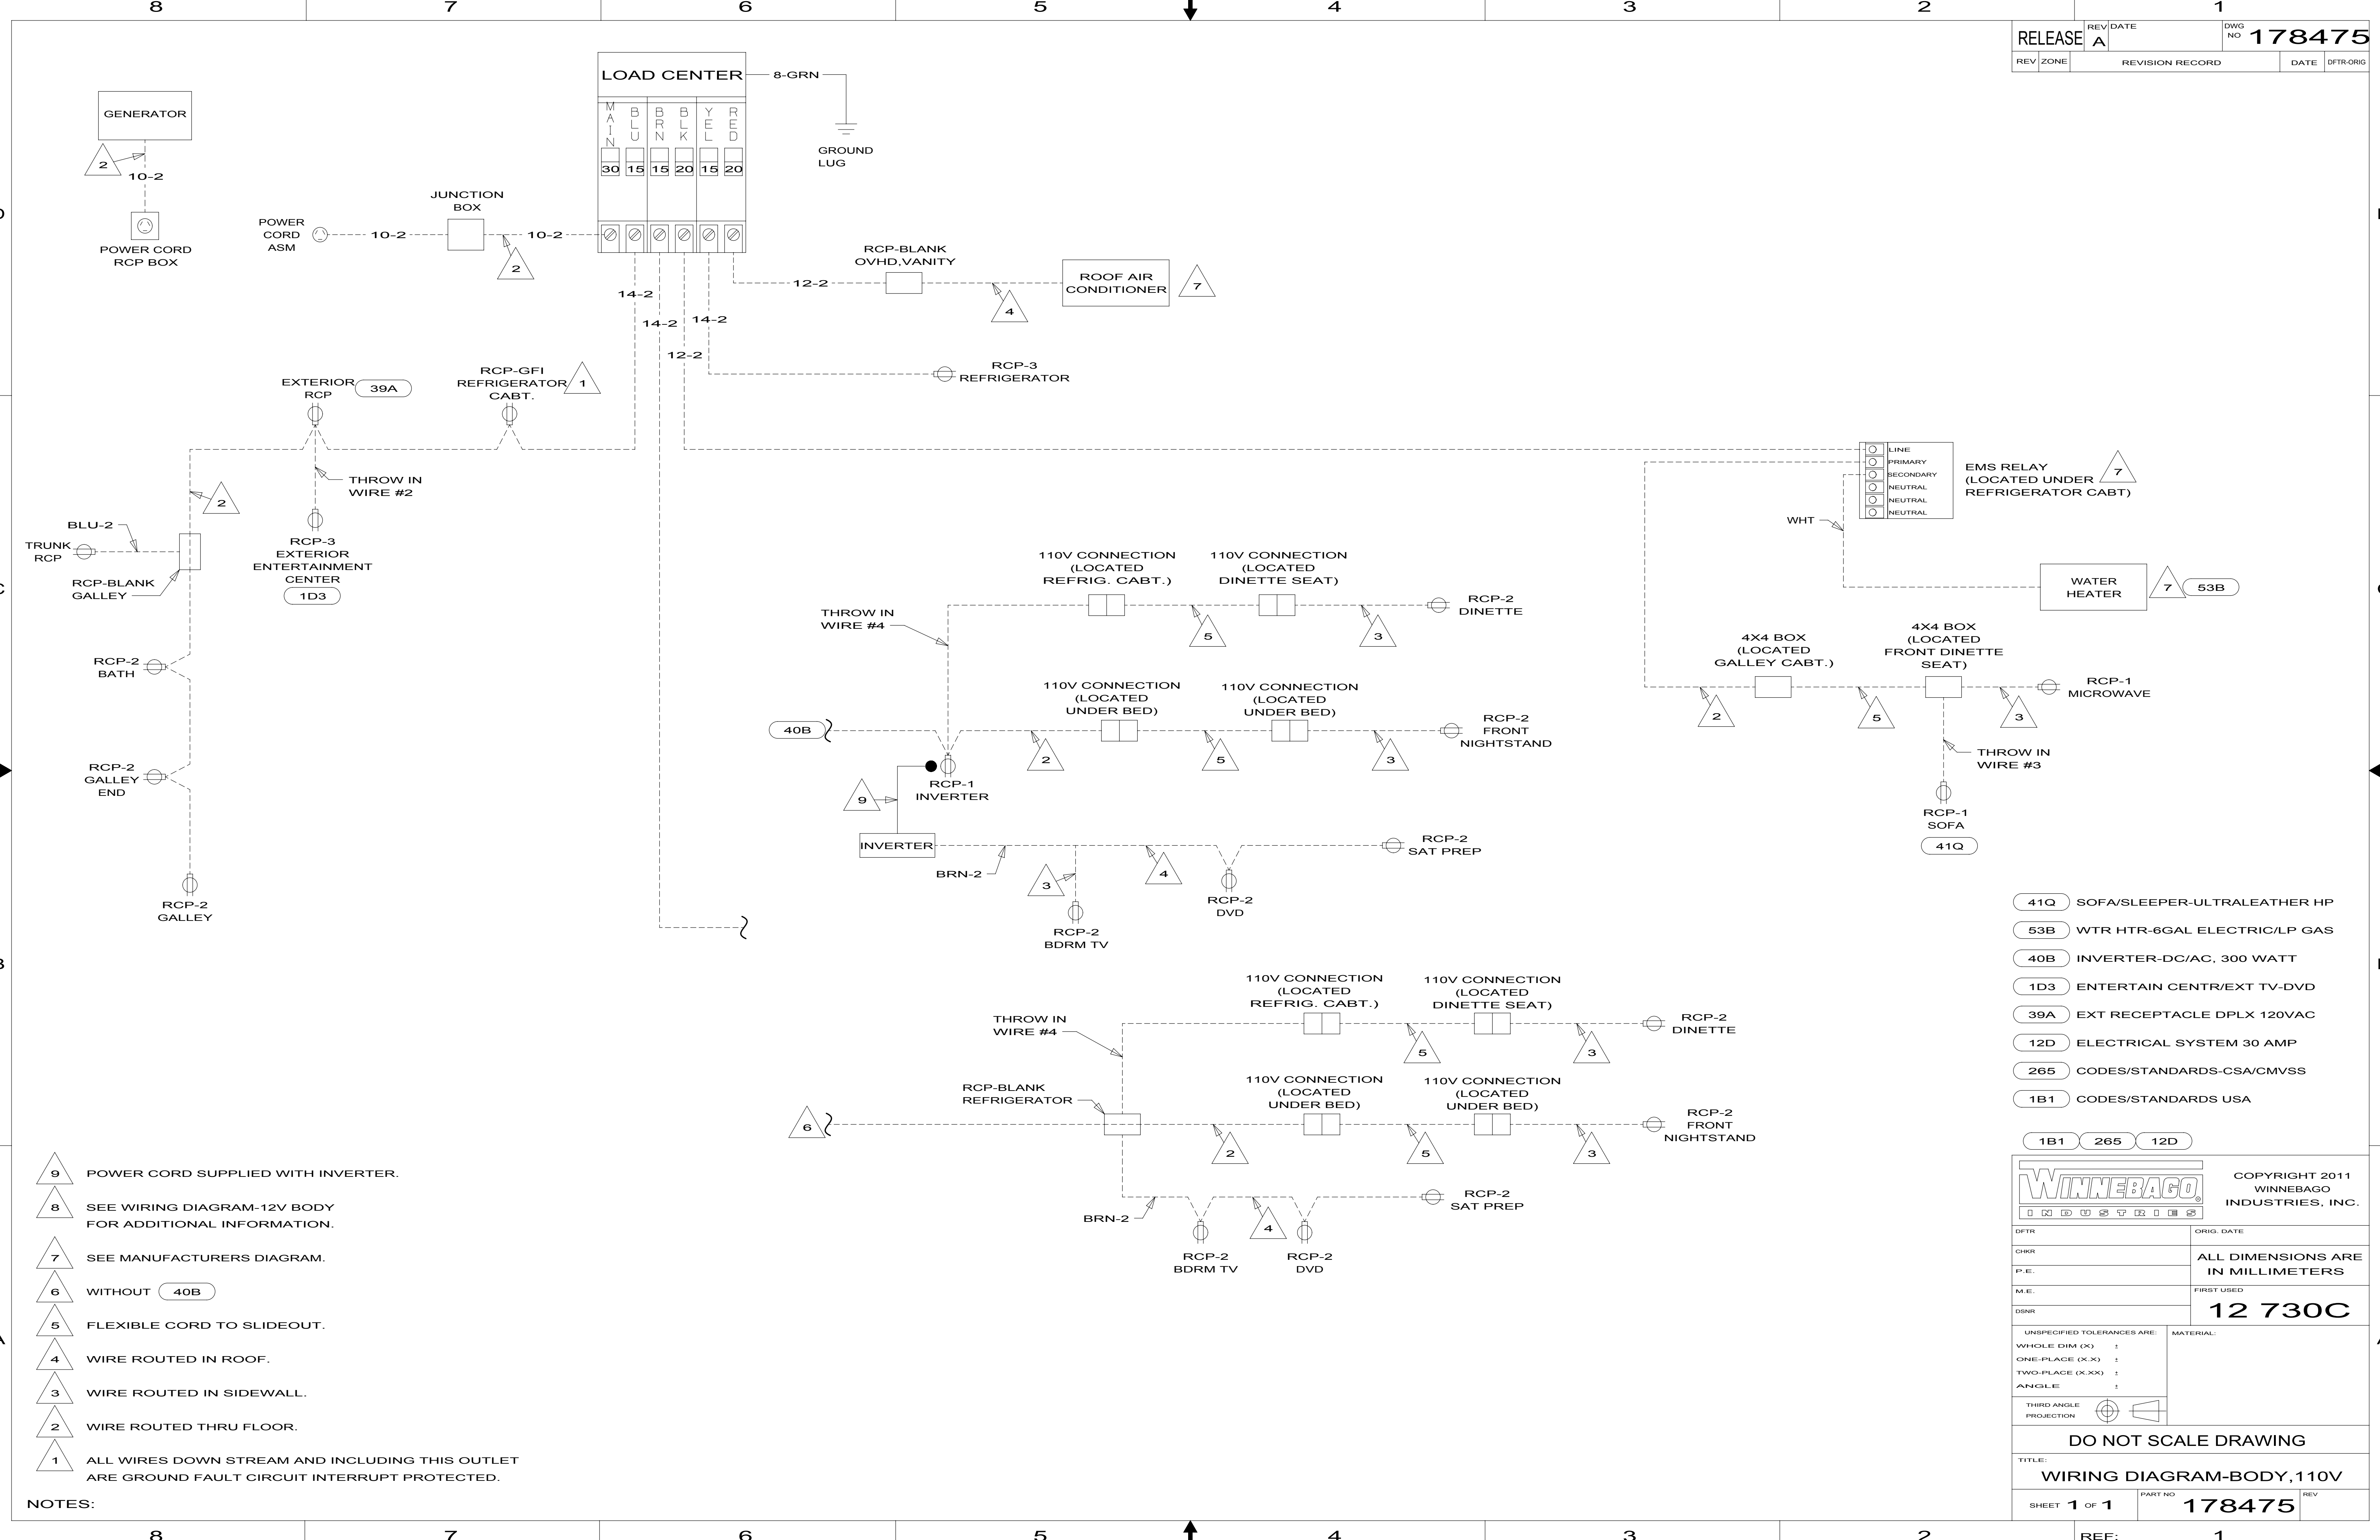 8 7 6 5 4 3 2 1
RELEASE
REV
A
DATE
DWG
NO
178475
REV ZONE REVISION RECORD DATE DFTR-ORIG
LOAD CENTER
8-GRN
GROUND
LUG
MAIN BLU BRN BLK YEL RED
30 15 15 20 15 20
GENERATOR
2
10-2
POWER CORD
RCP BOX
POWER
CORD
ASM
10-2
JUNCTION
BOX
10-2
2
14-2
14-2
12-2
14-2
12-2
RCP-BLANK
OVHD,VANITY
4
ROOF AIR
CONDITIONER
7
RCP-3
REFRIGERATOR
EXTERIOR
RCP
39A
RCP-GFI
REFRIGERATOR
CABT.
1
THROW IN
WIRE #2
2
BLU-2
TRUNK
RCP
RCP-BLANK
GALLEY
RCP-3
EXTERIOR
ENTERTAINMENT
CENTER
1D3
RCP-2
BATH
RCP-2
GALLEY
END
RCP-2
GALLEY
LINE
PRIMARY
SECONDARY
NEUTRAL
NEUTRAL
NEUTRAL
EMS RELAY
(LOCATED UNDER
REFRIGERATOR CABT)
7
WHT
WATER
HEATER
7
53B
THROW IN
WIRE #4
110V CONNECTION
(LOCATED
REFRIG. CABT.)
110V CONNECTION
(LOCATED
DINETTE SEAT)
5
3
RCP-2
DINETTE
40B
110V CONNECTION
(LOCATED
UNDER BED)
110V CONNECTION
(LOCATED
UNDER BED)
2
5
3
RCP-2
FRONT
NIGHTSTAND
RCP-1
INVERTER
9
INVERTER
BRN-2
3
4
RCP-2
BDRM TV
RCP-2
DVD
RCP-2
SAT PREP
4X4 BOX
(LOCATED
GALLEY CABT.)
4X4 BOX
(LOCATED
FRONT DINETTE
SEAT)
2
5
3
RCP-1
MICROWAVE
THROW IN
WIRE #3
RCP-1
SOFA
41Q
THROW IN
WIRE #4
110V CONNECTION
(LOCATED
REFRIG. CABT.)
110V CONNECTION
(LOCATED
DINETTE SEAT)
5
3
RCP-2
DINETTE
6
RCP-BLANK
REFRIGERATOR
110V CONNECTION
(LOCATED
UNDER BED)
110V CONNECTION
(LOCATED
UNDER BED)
2
5
3
RCP-2
FRONT
NIGHTSTAND
BRN-2
4
RCP-2
BDRM TV
RCP-2
DVD
RCP-2
SAT PREP
41Q SOFA/SLEEPER-ULTRALEATHER HP
53B WTR HTR-6GAL ELECTRIC/LP GAS
40B INVERTER-DC/AC, 300 WATT
1D3 ENTERTAIN CENTR/EXT TV-DVD
39A EXT RECEPTACLE DPLX 120VAC
12D ELECTRICAL SYSTEM 30 AMP
265 CODES/STANDARDS-CSA/CMVSS
1B1 CODES/STANDARDS USA
1B1 265 12D
9 POWER CORD SUPPLIED WITH INVERTER.
8 SEE WIRING DIAGRAM-12V BODY
FOR ADDITIONAL INFORMATION.
7 SEE MANUFACTURERS DIAGRAM.
6 WITHOUT 40B
5 FLEXIBLE CORD TO SLIDEOUT.
4 WIRE ROUTED IN ROOF.
3 WIRE ROUTED IN SIDEWALL.
2 WIRE ROUTED THRU FLOOR.
1 ALL WIRES DOWN STREAM AND INCLUDING THIS OUTLET
ARE GROUND FAULT CIRCUIT INTERRUPT PROTECTED.
NOTES:
WINNEBAGO®
INDUSTRIES
COPYRIGHT 2011
WINNEBAGO
INDUSTRIES, INC.
DFTR
ORIG. DATE
CHKR
ALL DIMENSIONS ARE
IN MILLIMETERS
P.E.
M.E.
FIRST USED
12 730C
DSNR
UNSPECIFIED TOLERANCES ARE:
MATERIAL:
WHOLE DIM (X) ±
ONE-PLACE (X.X) ±
TWO-PLACE (X.XX) ±
ANGLE ±
THIRD ANGLE
PROJECTION
DO NOT SCALE DRAWING
TITLE:
WIRING DIAGRAM-BODY,110V
SHEET 1 OF 1
PART NO
178475
REV
8 7 6 5 4 3 2 REF: 1